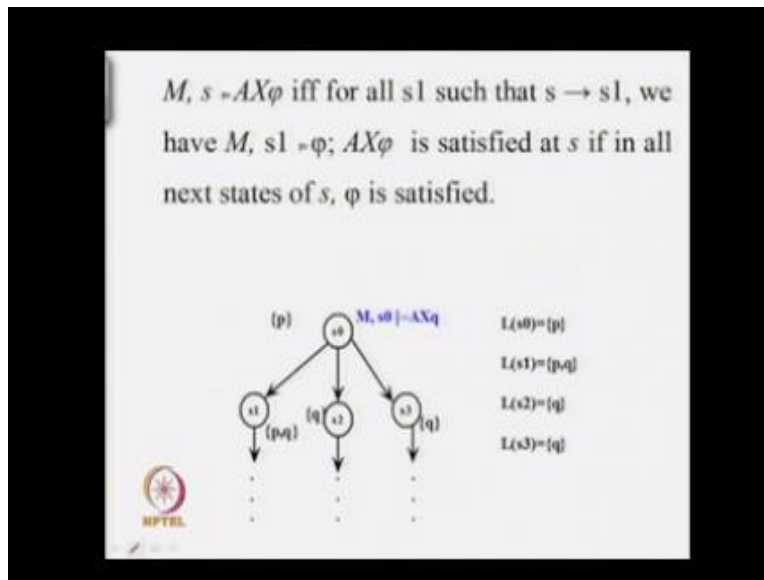 M, s ⊨AXφ iff for all s1 such that s → s1, we
have M, s1 ⊨φ; AXφ is satisfied at s if in all
next states of s, φ is satisfied.
{p}
s0
M, s0 |=AXq
L(s0)={p}
L(s1)={p,q}
s1
{p,q}
{q}
s2
s3
{q}
L(s2)={q}
L(s3)={q}
NPTEL